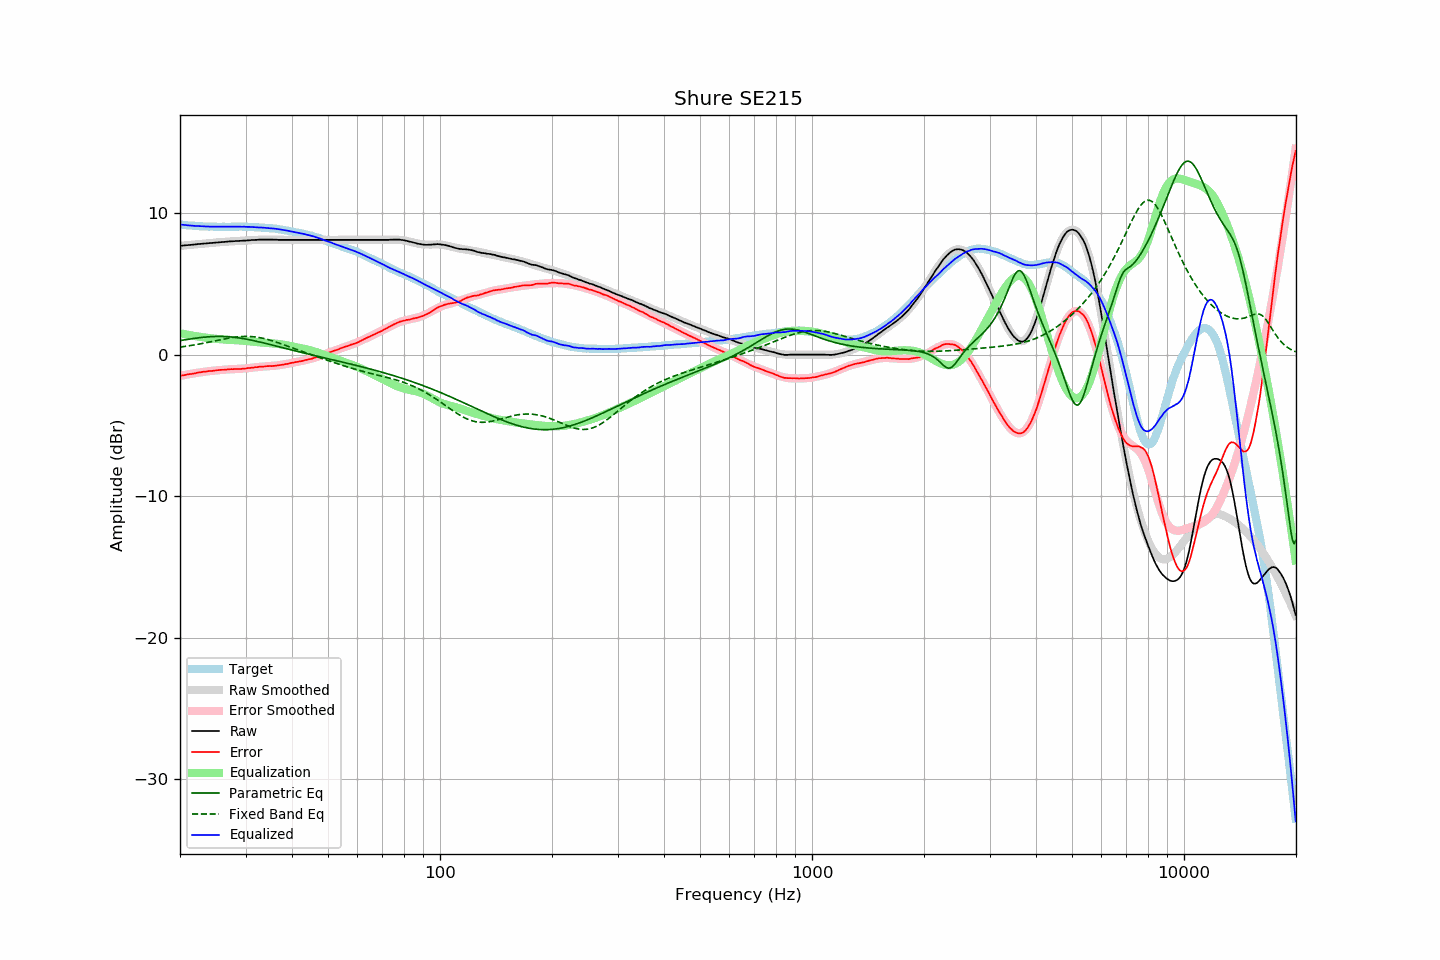 Shure SE215
10
0
−10
−20
−30
Amplitude (dBr)
Target
Raw Smoothed
Error Smoothed
Raw
Error
Equalization
Parametric Eq
Fixed Band Eq
Equalized
100
1000
10000
Frequency (Hz)